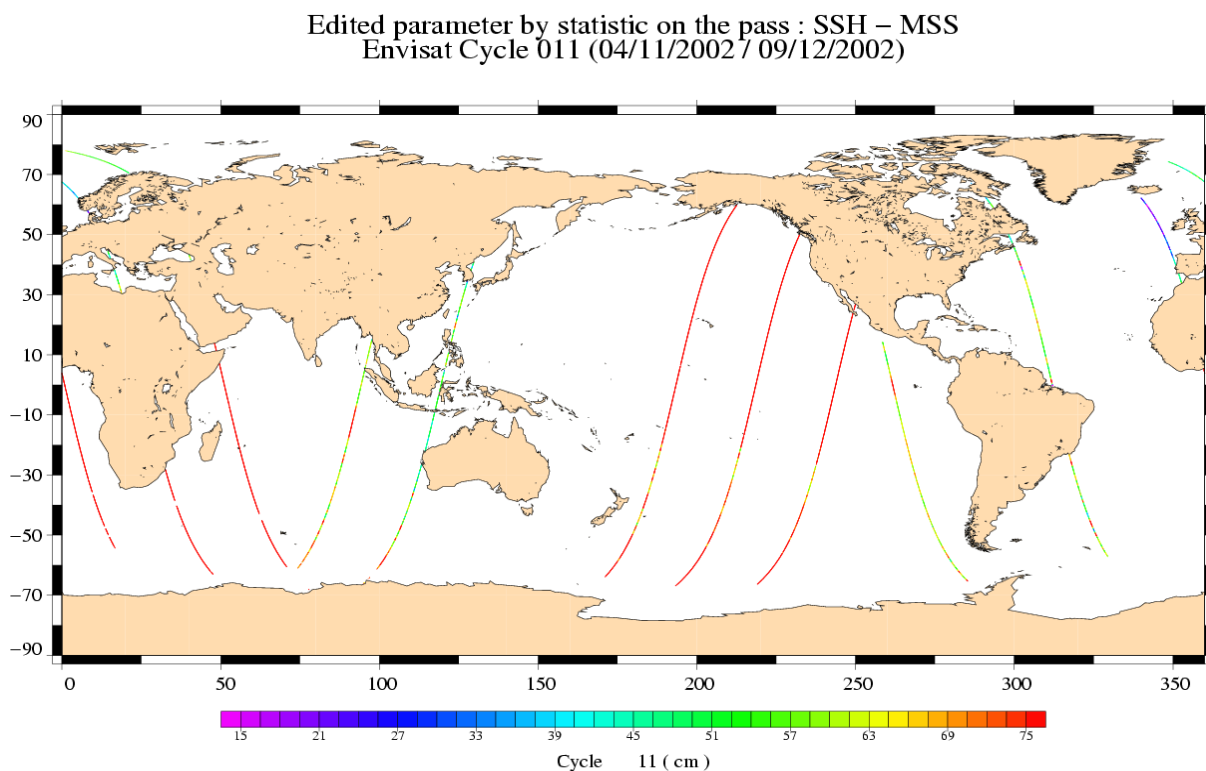 Edited parameter by statistic on the pass : SSH − MSS
Envisat Cycle 011 (04/11/2002 / 09/12/2002)
90
70
50
30
10
−10
−30
−50
−70
−90
0 50 100 150 200 250 300 350
15 21 27 33 39 45 51 57 63 69 75
Cycle 11 ( cm )